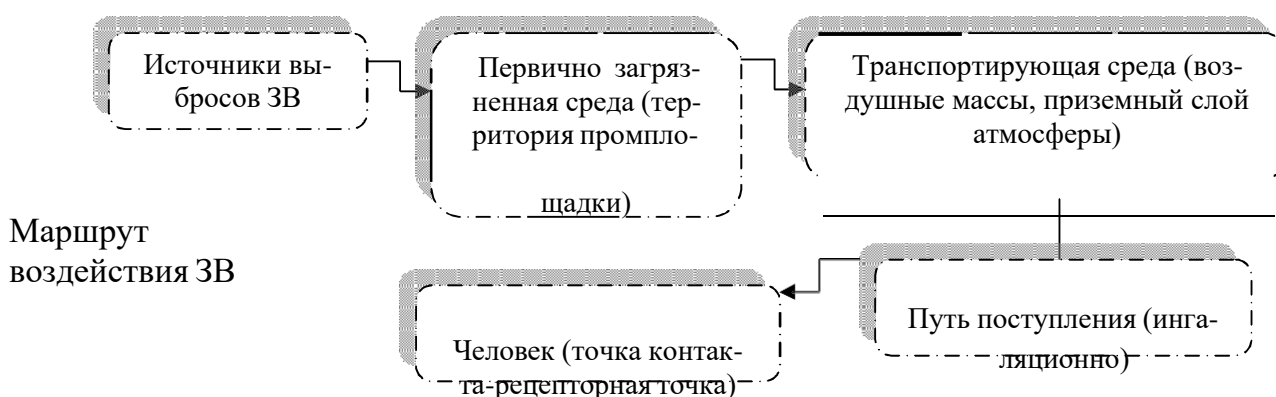 Источники вы-
бросов ЗВ
Первично загряз-
ненная среда (тер-
ритория промпло-
щадки)
Транспортирующая среда (воз-
душные массы, приземный слой
атмосферы)
Маршрут
воздействия ЗВ
Путь поступления (инга-
ляционно)
Человек (точка контак-
та-рецепторная точка)